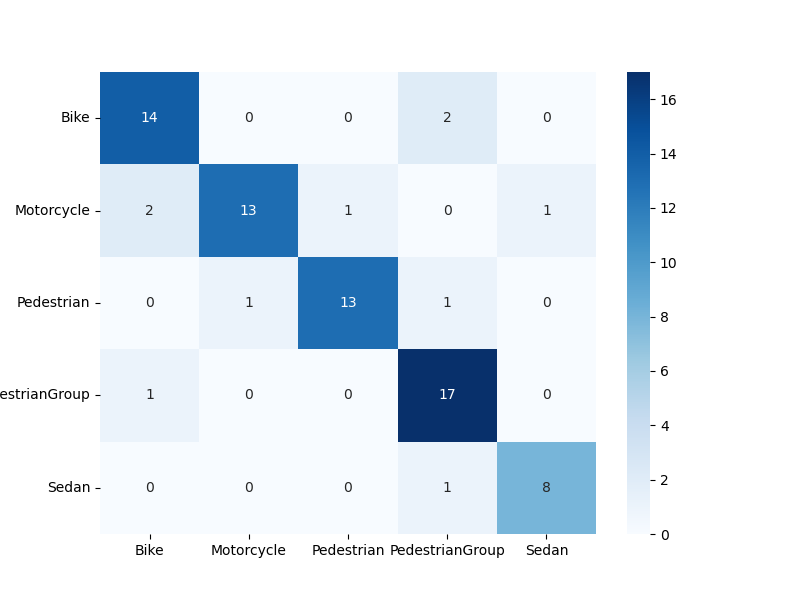 Bike 14 0 0 2 0
Motorcycle 2 13 1 0 1
Pedestrian 0 1 13 1 0
estrianGroup 1 0 0 17 0
Sedan 0 0 0 1 8
Bike Motorcycle Pedestrian PedestrianGroup Sedan
16
14
12
10
8
6
4
2
0